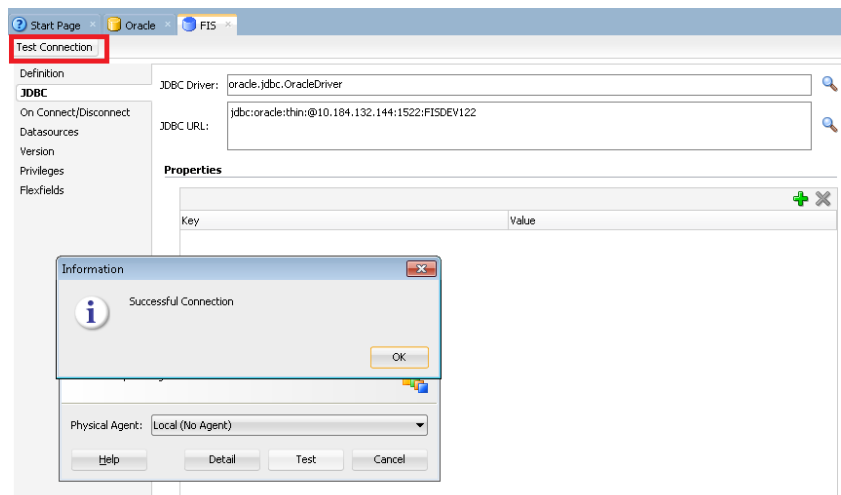 Start Page Oracle FIS
Test Connection
Definition
JDBC
On Connect/Disconnect
Datasources
Version
Privileges
Flexfields
JDBC Driver: oracle.jdbc.OracleDriver
JDBC URL: jdbc:oracle:thin:@10.184.132.144:1522:FISDEV122
Properties
Key Value
Information
Successful Connection
OK
Physical Agent: Local (No Agent)
Help Detail Test Cancel